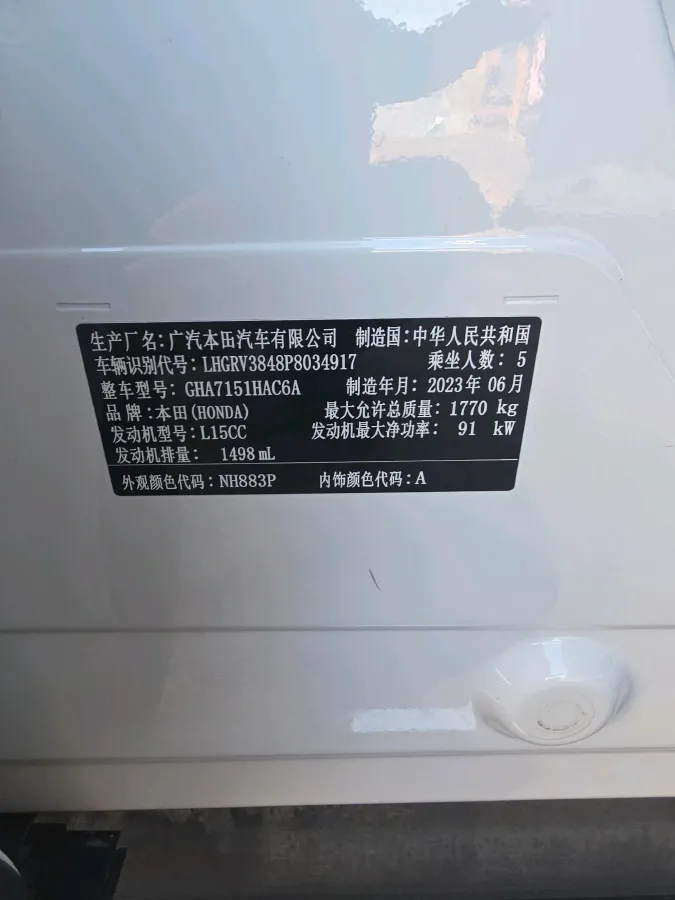 生产厂名：广汽本田汽车有限公司 制造国：中华人民共和国
车辆识别代号：LHGRV3848P8034917 乘坐人数：5
整车型号：GHA7151HAC6A 制造年月：2023年06月
品牌：本田(HONDA) 最大允许总质量：1770 kg
发动机型号：L15CC 发动机最大净功率：91 kW
发动机排量：1498 mL
外观颜色代码：NH883P 内饰颜色代码：A